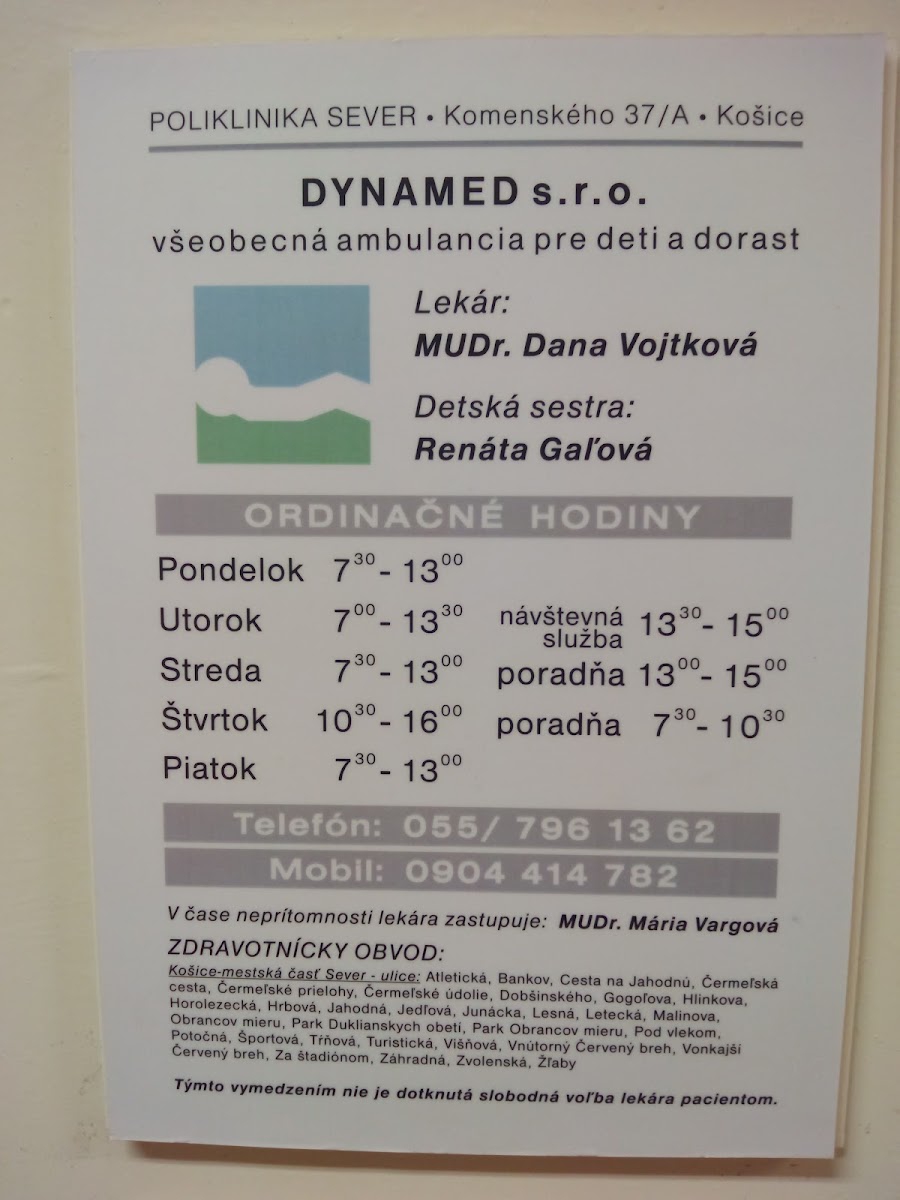 POLIKLINIKA SEVER • Komenského 37/A • Košice
DYNAMED s.r.o.
všeobecná ambulancia pre deti a dorast
Lekár:
MUDr. Dana Vojtková
Detská sestra:
Renáta Gaľová
ORDINAČNÉ HODINY
Pondelok 7³⁰ - 13⁰⁰
Utorok 7⁰⁰ - 13³⁰ návštevná služba 13³⁰ - 15⁰⁰
Streda 7³⁰ - 13⁰⁰ poradňa 13⁰⁰ - 15⁰⁰
Štvrtok 10³⁰ - 16⁰⁰ poradňa 7³⁰ - 10³⁰
Piatok 7³⁰ - 13⁰⁰
Telefón: 055/ 796 13 62
Mobil: 0904 414 782
V čase neprítomnosti lekára zastupuje: MUDr. Mária Vargová
ZDRAVOTNÍCKY OBVOD:
Košice-mestská časť Sever - ulice: Atletická, Bankov, Cesta na Jahodnú, Čermeľská
cesta, Čermeľské prielohy, Čermeľské údolie, Dobšinského, Gogoľova, Hlinkova,
Horolezecká, Hrbová, Jahodná, Jedľová, Junácka, Lesná, Letecká, Malinova,
Obrancov mieru, Park Duklianskych obetí, Park Obrancov mieru, Pod vlekom,
Potočná, Športová, Tŕňová, Turistická, Višňová, Vnútorný Červený breh, Vonkajší
Červený breh, Za štadiónom, Záhradná, Zvolenská, Žľaby
Týmto vymedzením nie je dotknutá slobodná voľba lekára pacientom.